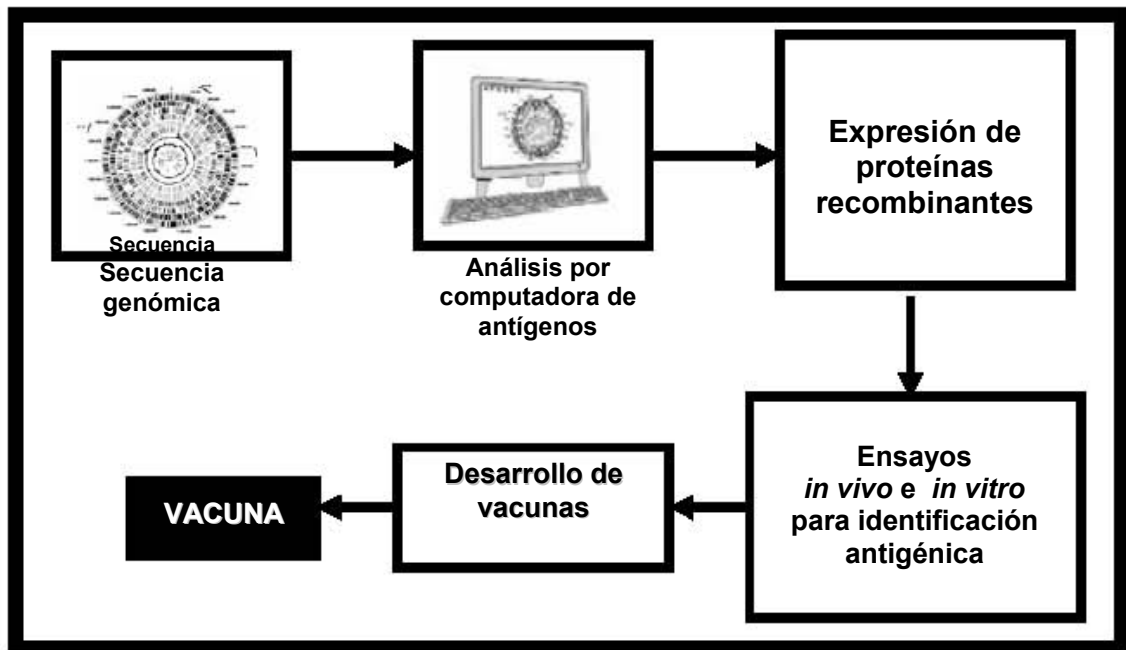 Secuencia
Secuencia
genómica
Análisis por
computadora de
antígenos
Expresión de
proteínas
recombinantes
Ensayos
in vivo e in vitro
para identificación
antigénica
Desarrollo de
vacunas
VACUNA